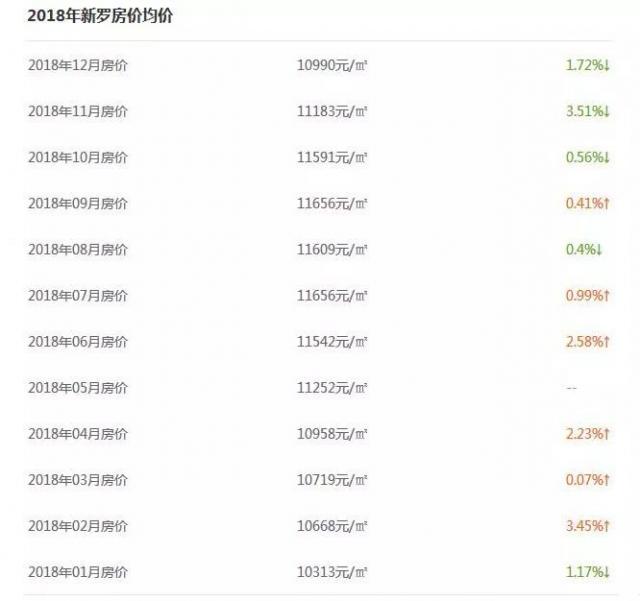 2018年新罗房价均价
2018年12月房价 10990元/㎡ 1.72%↓
2018年11月房价 11183元/㎡ 3.51%↓
2018年10月房价 11591元/㎡ 0.56%↓
2018年09月房价 11656元/㎡ 0.41%↑
2018年08月房价 11609元/㎡ 0.4%↓
2018年07月房价 11656元/㎡ 0.99%↑
2018年06月房价 11542元/㎡ 2.58%↑
2018年05月房价 11252元/㎡ --
2018年04月房价 10958元/㎡ 2.23%↑
2018年03月房价 10719元/㎡ 0.07%↑
2018年02月房价 10668元/㎡ 3.45%↑
2018年01月房价 10313元/㎡ 1.17%↓